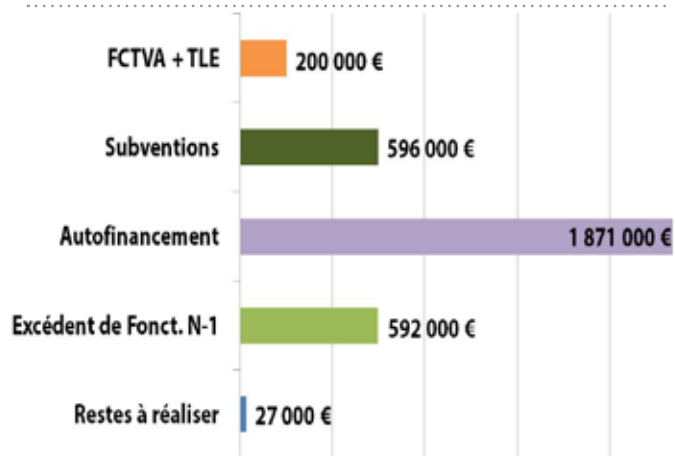 FCTVA + TLE 200 000 €
Subventions 596 000 €
Autofinancement 1 871 000 €
Excédent de Fonct. N-1 592 000 €
Restes à réaliser 27 000 €